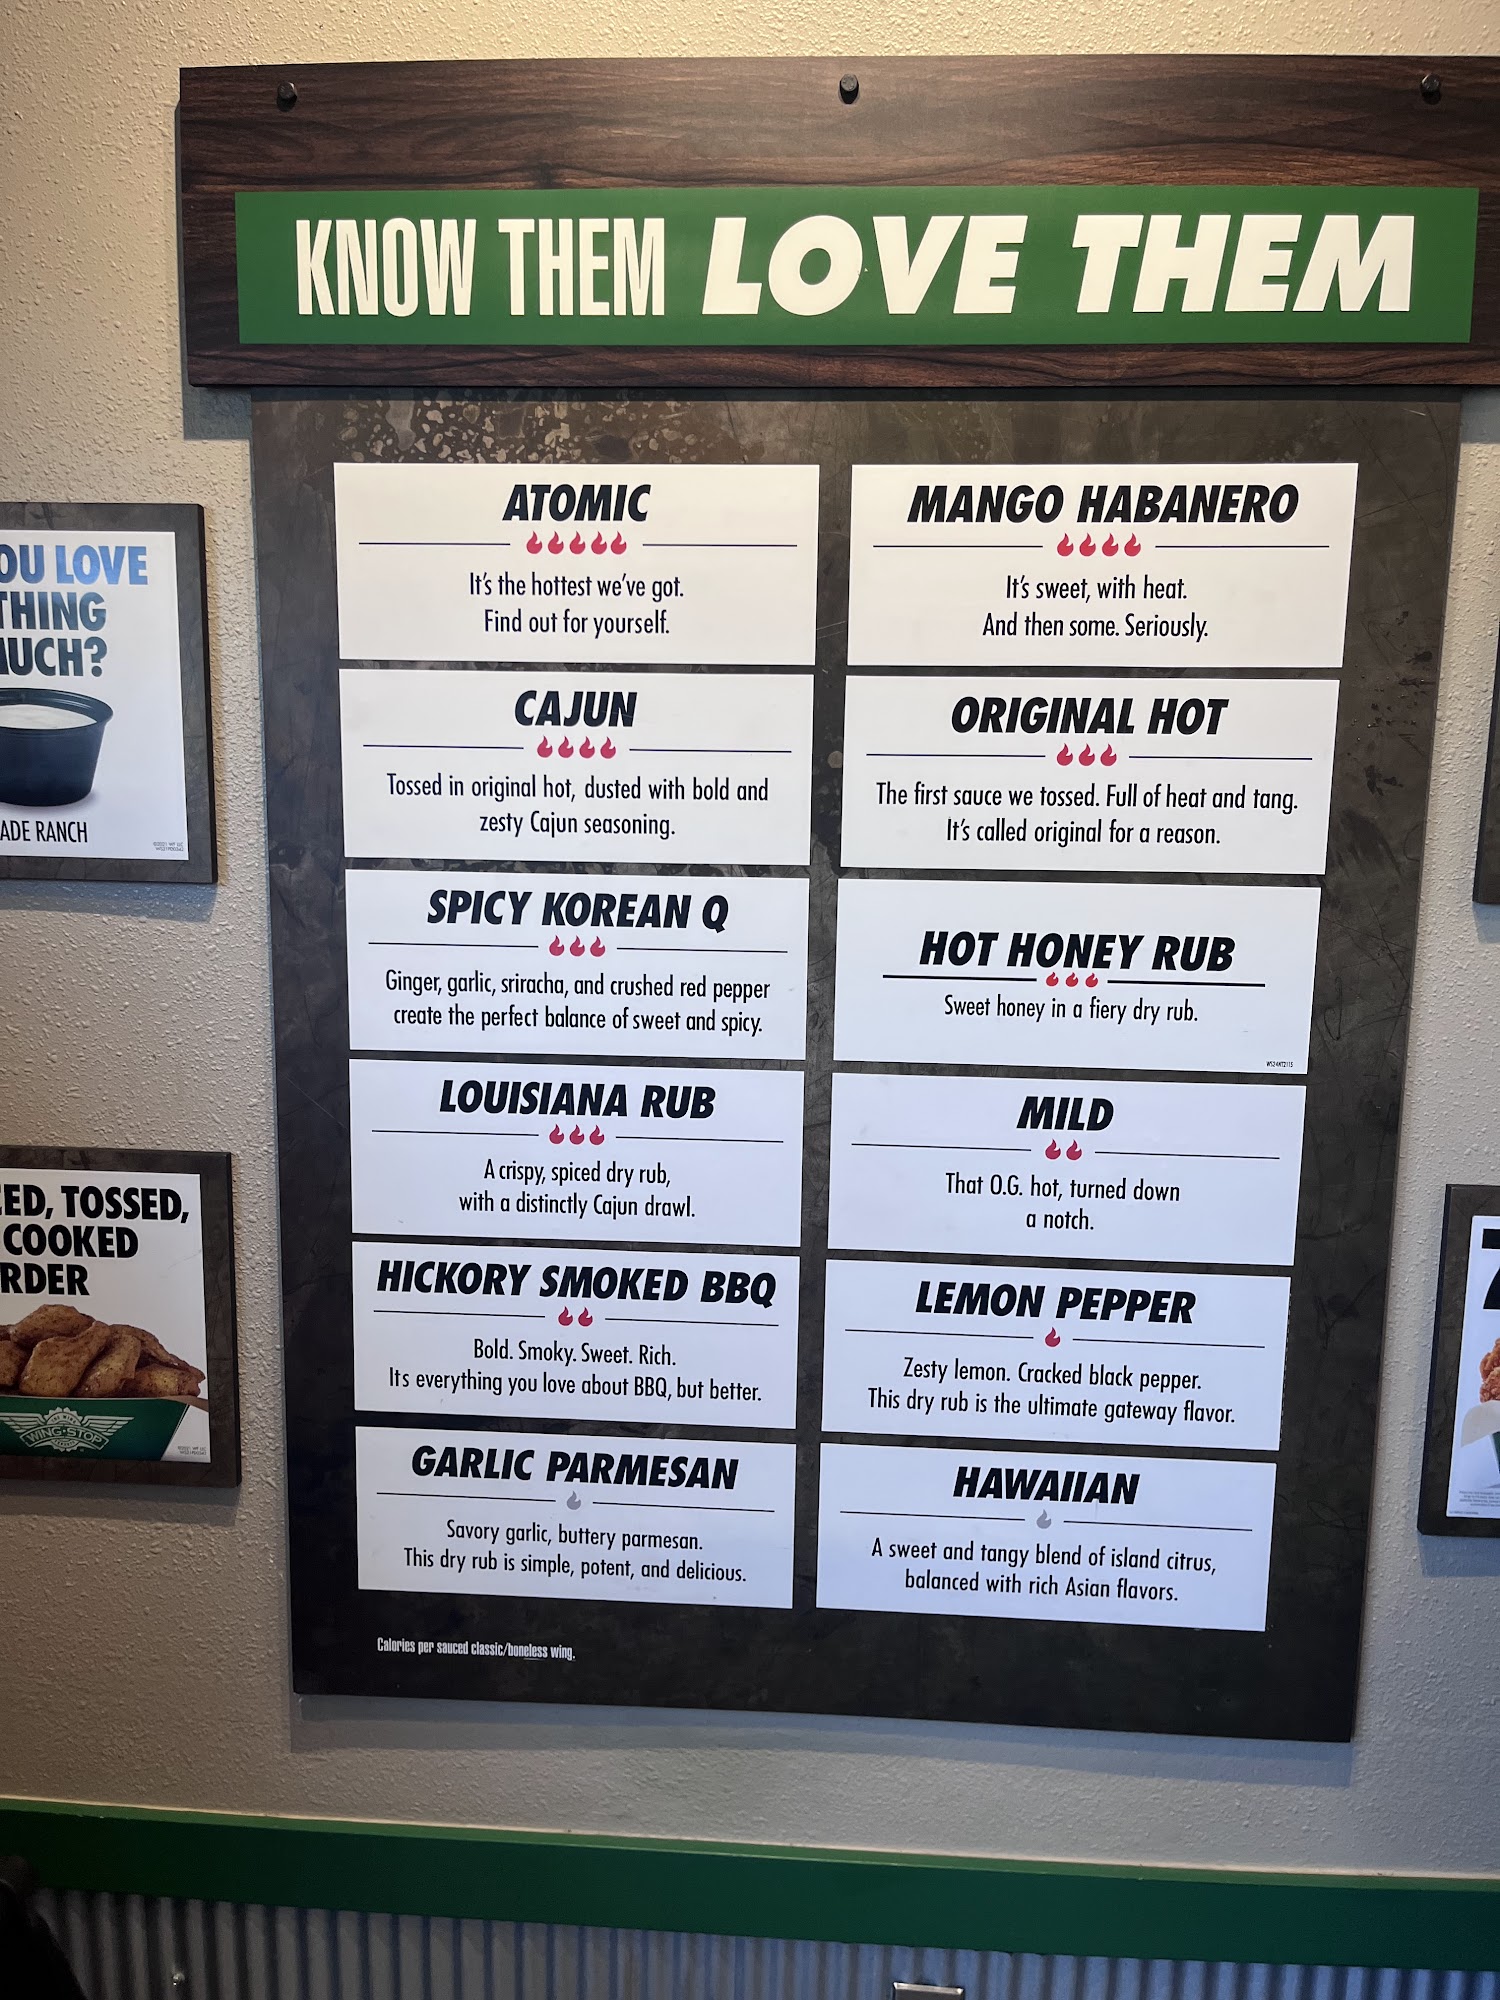 KNOW THEM LOVE THEM
ATOMIC
It's the hottest we've got.
Find out for yourself.
MANGO HABANERO
It's sweet, with heat.
And then some. Seriously.
CAJUN
Tossed in original hot, dusted with bold and
zesty Cajun seasoning.
ORIGINAL HOT
The first sauce we tossed. Full of heat and tang.
It's called original for a reason.
SPICY KOREAN Q
Ginger, garlic, sriracha, and crushed red pepper
create the perfect balance of sweet and spicy.
HOT HONEY RUB
Sweet honey in a fiery dry rub.
LOUISIANA RUB
A crispy, spiced dry rub,
with a distinctly Cajun drawl.
MILD
That O.G. hot, turned down
a notch.
HICKORY SMOKED BBQ
Bold. Smoky. Sweet. Rich.
Its everything you love about BBQ, but better.
LEMON PEPPER
Zesty lemon. Cracked black pepper.
This dry rub is the ultimate gateway flavor.
GARLIC PARMESAN
Savory garlic, buttery parmesan.
This dry rub is simple, potent, and delicious.
HAWAIIAN
A sweet and tangy blend of island citrus,
balanced with rich Asian flavors.
Calories per sauced classic/boneless wing.
OU LOVE
THING
UCH?
ADE RANCH
ED, TOSSED,
COOKED
RDER
WING-STOP